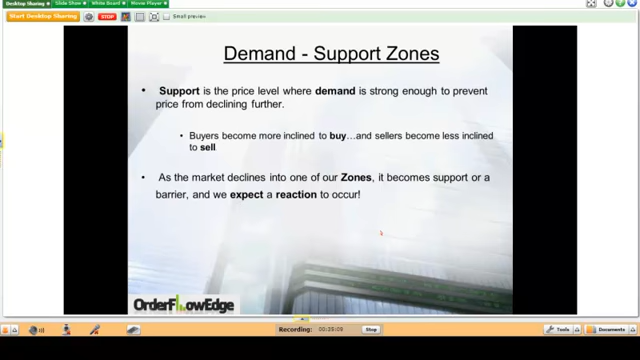 Desktop Sharing Slide Show White Board Movie Player
Start Desktop Sharing STOP Small preview
Demand - Support Zones
• Support is the price level where demand is strong enough to prevent
price from declining further.
• Buyers become more inclined to buy…and sellers become less inclined
to sell
• As the market declines into one of our Zones, it becomes support or a
barrier, and we expect a reaction to occur!
OrderFlowEdge
Recording: Stop Tools Documents